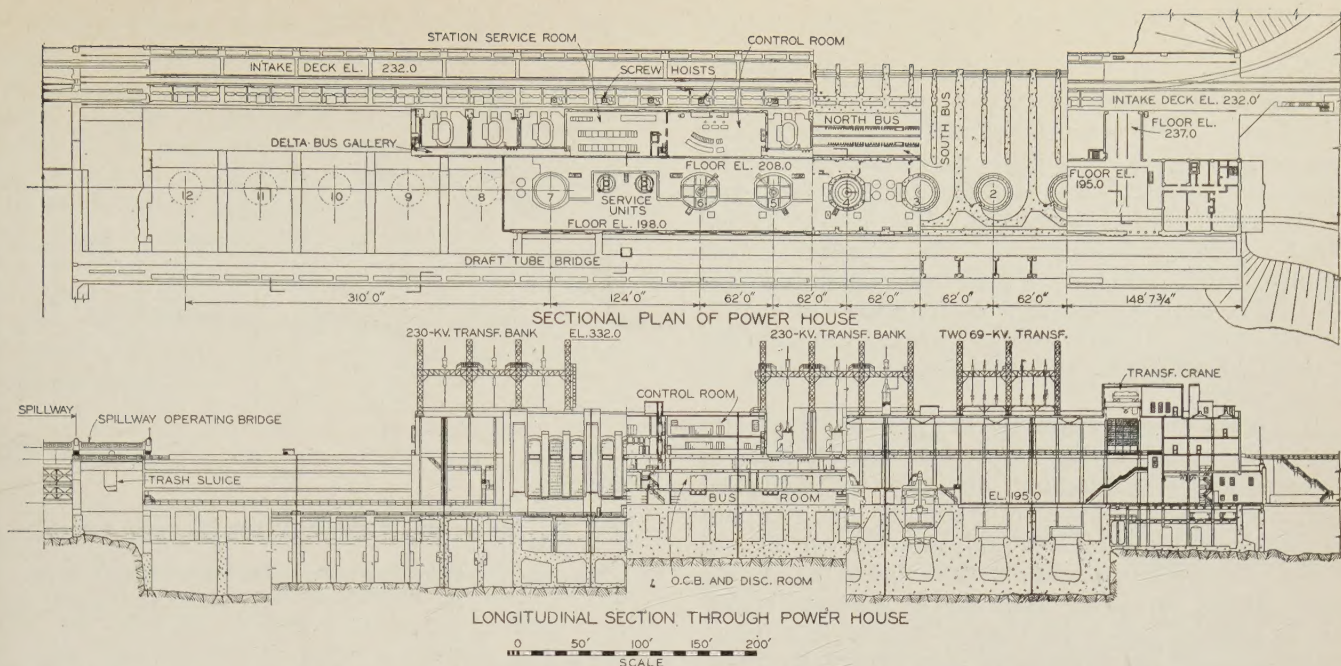 STATION SERVICE ROOM
CONTROL ROOM
INTAKE DECK EL. 232.0
SCREW HOISTS
INTAKE DECK EL. 232.0'
NORTH BUS
SOUTH BUS
FLOOR EL.
237.0
DELTA-BUS GALLERY
FLOOR EL. 208.0
FLOOR EL.
195.0
12
11
10
9
8
7
SERVICE
UNITS
6
5
4
3
2
FLOOR EL. 198.0
DRAFT TUBE BRIDGE
310'0"
124'0"
62'0"
62'0"
62'0"
62'0"
62'0"
148'7¾"
SECTIONAL PLAN OF POWER HOUSE
230-KV. TRANSF. BANK
EL. 332.0
230-KV. TRANSF. BANK
TWO 69-KV. TRANSF.
TRANSF. CRANE
CONTROL ROOM
SPILLWAY
SPILLWAY OPERATING BRIDGE
TRASH SLUICE
BUS ROOM
EL. 195.0
O.C.B. AND DISC. ROOM
LONGITUDINAL SECTION THROUGH POWER HOUSE
0 50' 100' 150' 200'
SCALE